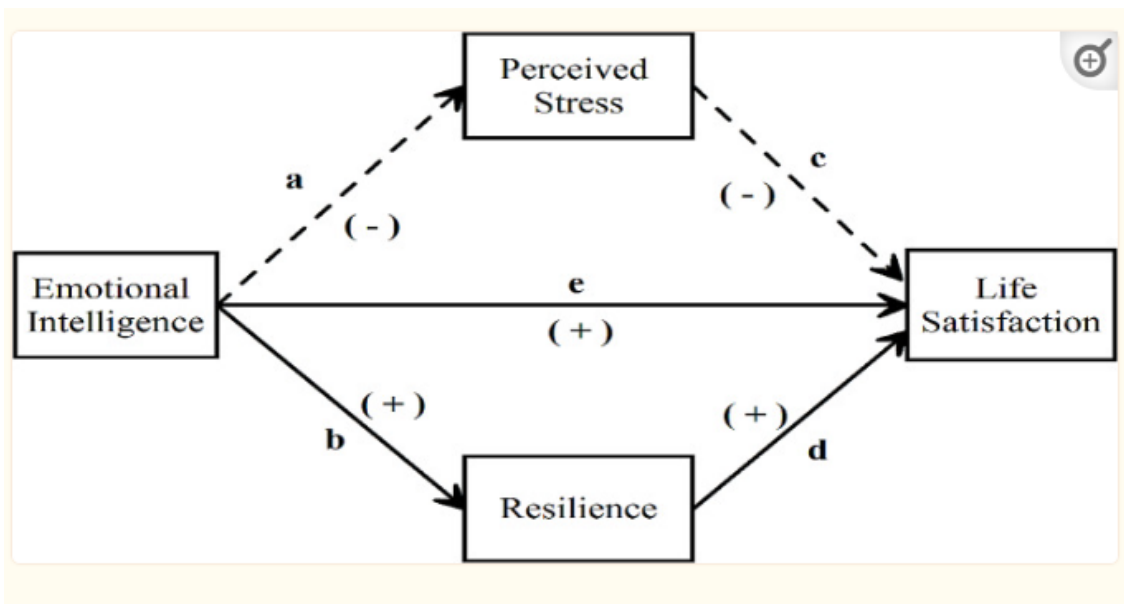 Perceived
Stress
a
c
( - )
( - )
Emotional
Intelligence
e
( + )
Life
Satisfaction
( + )
b
( + )
d
Resilience